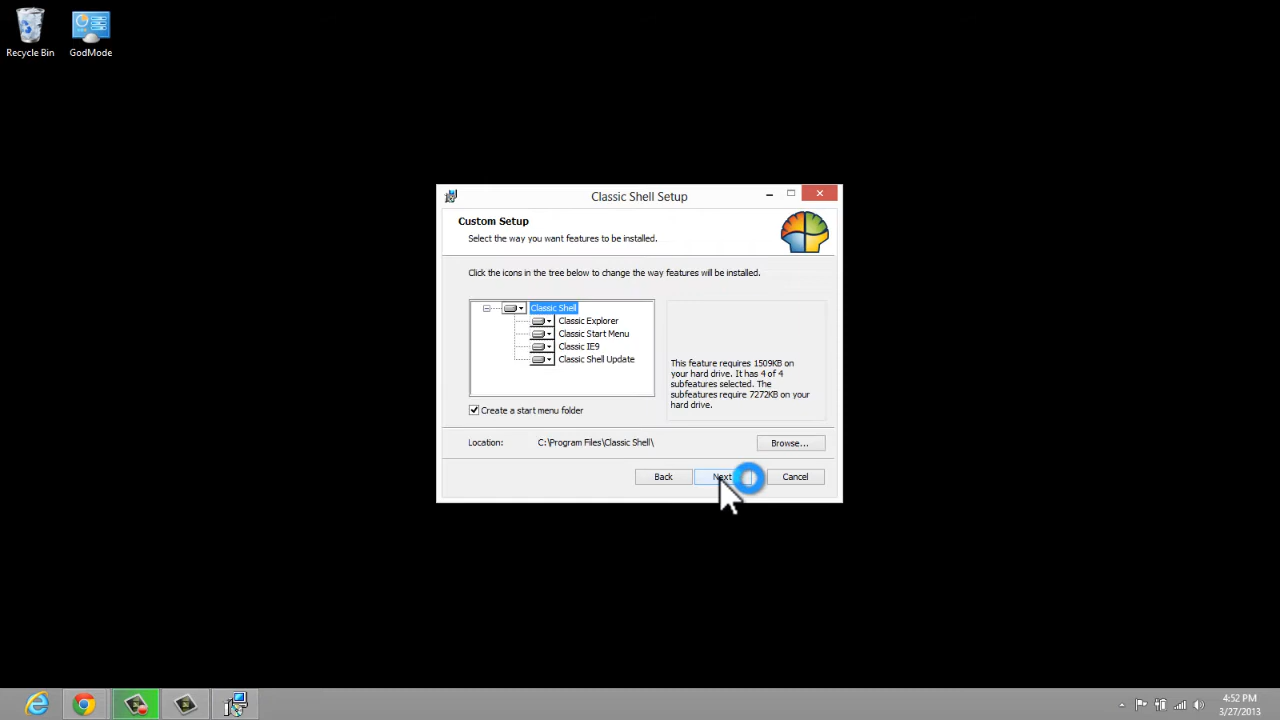 Recycle Bin
GodMode
Classic Shell Setup
Custom Setup
Select the way you want features to be installed.
Click the icons in the tree below to change the way features will be installed.
Classic Shell
Classic Explorer
Classic Start Menu
Classic IE9
Classic Shell Update
This feature requires 1509KB on
your hard drive. It has 4 of 4
subfeatures selected. The
subfeatures require 7272KB on your
hard drive.
Create a start menu folder
Location:
C:\Program Files\Classic Shell\
Browse...
Back
Next
Cancel
4:52 PM
3/27/2013